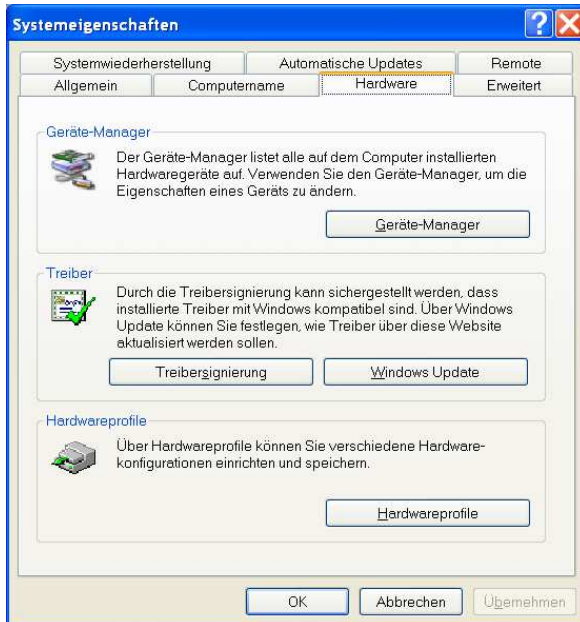 Systemeigenschaften
Systemwiederherstellung Automatische Updates Remote
Allgemein Computername Hardware Erweitert
Geräte-Manager
Der Geräte-Manager listet alle auf dem Computer installierten
Hardwaregeräte auf. Verwenden Sie den Geräte-Manager, um die
Eigenschaften eines Geräts zu ändern.
Geräte-Manager
Treiber
Durch die Treibersignierung kann sichergestellt werden, dass
installierte Treiber mit Windows kompatibel sind. Über Windows
Update können Sie festlegen, wie Treiber über diese Website
aktualisiert werden sollen.
Treibersignierung Windows Update
Hardwareprofile
Über Hardwareprofile können Sie verschiedene Hardware-
konfigurationen einrichten und speichern.
Hardwareprofile
OK Abbrechen Übernehmen